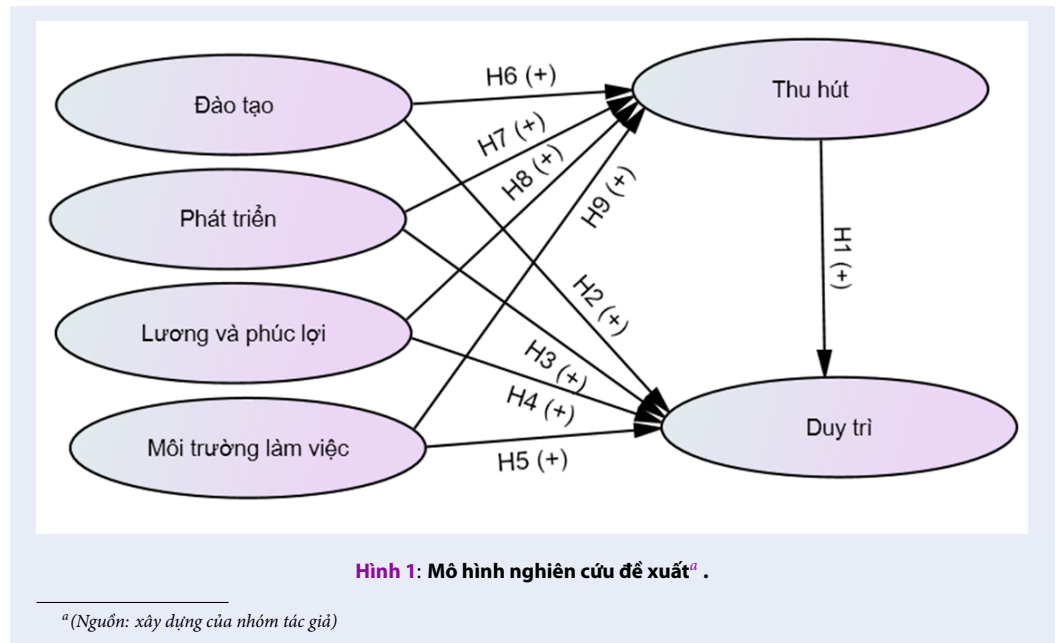 Đào tạo
Phát triển
Lương và phúc lợi
Môi trường làm việc
H6 (+)
H7 (+)
H8 (+)
H9 (+)
H2 (+)
H3 (+)
H4 (+)
H5 (+)
Thu hút
H1 (+)
Duy trì
Hình 1: Mô hình nghiên cứu đề xuấtᵃ .
ᵃ (Nguồn: xây dựng của nhóm tác giả)